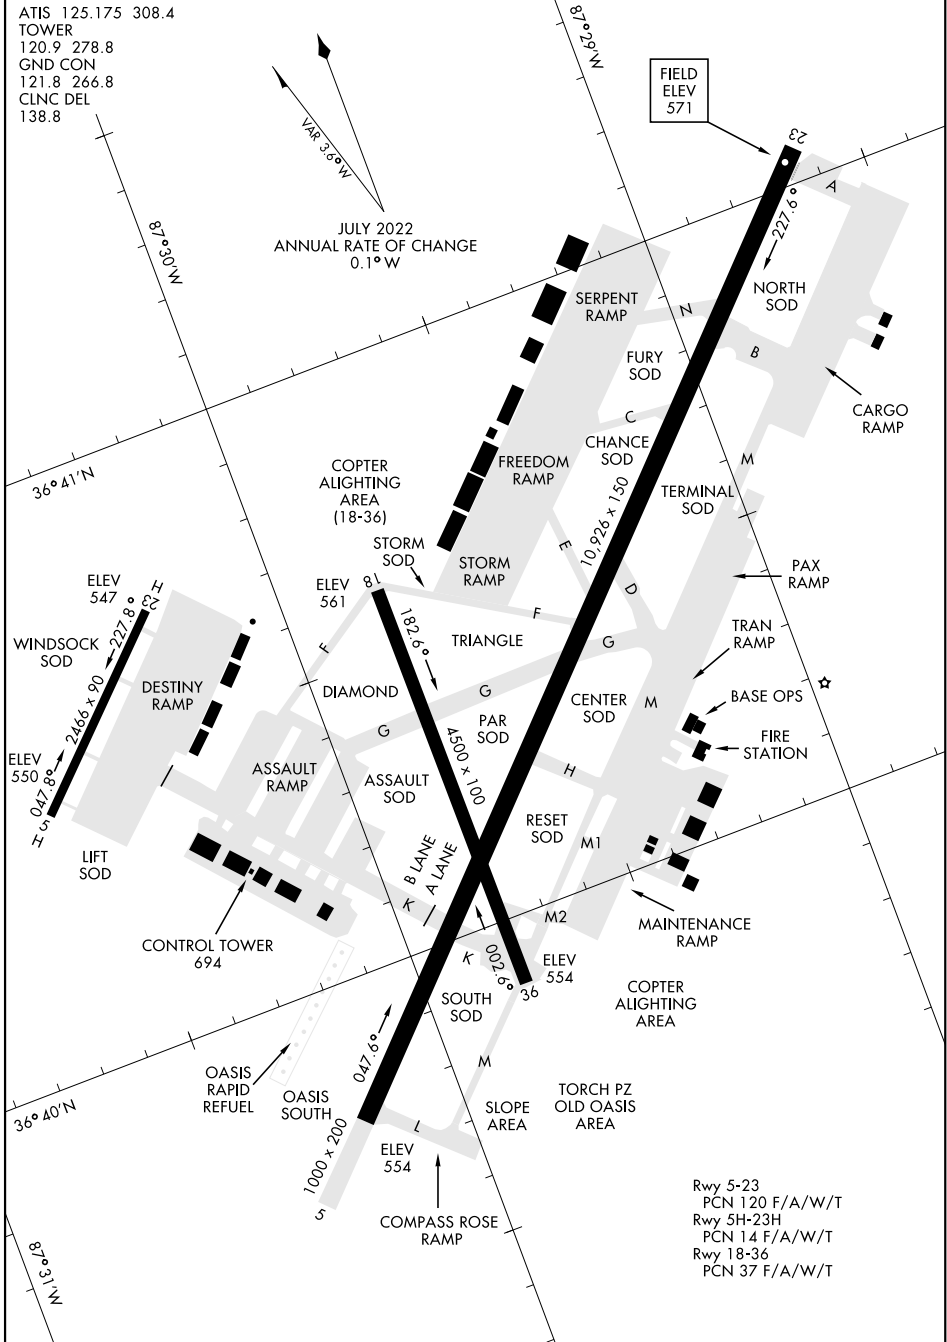 ATIS 125.175 308.4
TOWER
120.9 278.8
GND CON
121.8 266.8
CLNC DEL
138.8
VAR 3.6° W
JULY 2022
ANNUAL RATE OF CHANGE
0.1° W
87°29'W
FIELD
ELEV
571
23
A
227.6°
87°30'W
NORTH
SOD
SERPENT
RAMP
N
B
FURY
SOD
CARGO
RAMP
C
CHANCE
SOD
FREEDOM
RAMP
M
TERMINAL
SOD
36°41'N
COPTER
ALIGHTING
AREA
(18-36)
10,926 x 150
STORM
SOD
STORM
RAMP
E
D
PAX
RAMP
ELEV
547
H
23
227.8°
ELEV
561
18
182.6°
F
F
TRIANGLE
G
TRAN
RAMP
WINDSOCK
SOD
2466 x 90
DESTINY
RAMP
DIAMOND
G
G
CENTER
SOD
M
BASE OPS
PAR
SOD
4500 x 100
FIRE
STATION
ELEV
550
047.8°
5
H
ASSAULT
RAMP
ASSAULT
SOD
H
RESET
SOD
M1
LIFT
SOD
B LANE
A LANE
K
M2
MAINTENANCE
RAMP
CONTROL TOWER
694
K
002.6°
36
ELEV
554
COPTER
ALIGHTING
AREA
SOUTH
SOD
047.6°
M
OASIS
RAPID
REFUEL
OASIS
SOUTH
36°40'N
SLOPE
AREA
TORCH PZ
OLD OASIS
AREA
1000 x 200
L
ELEV
554
5
COMPASS ROSE
RAMP
87°31'W
Rwy 5-23
PCN 120 F/A/W/T
Rwy 5H-23H
PCN 14 F/A/W/T
Rwy 18-36
PCN 37 F/A/W/T